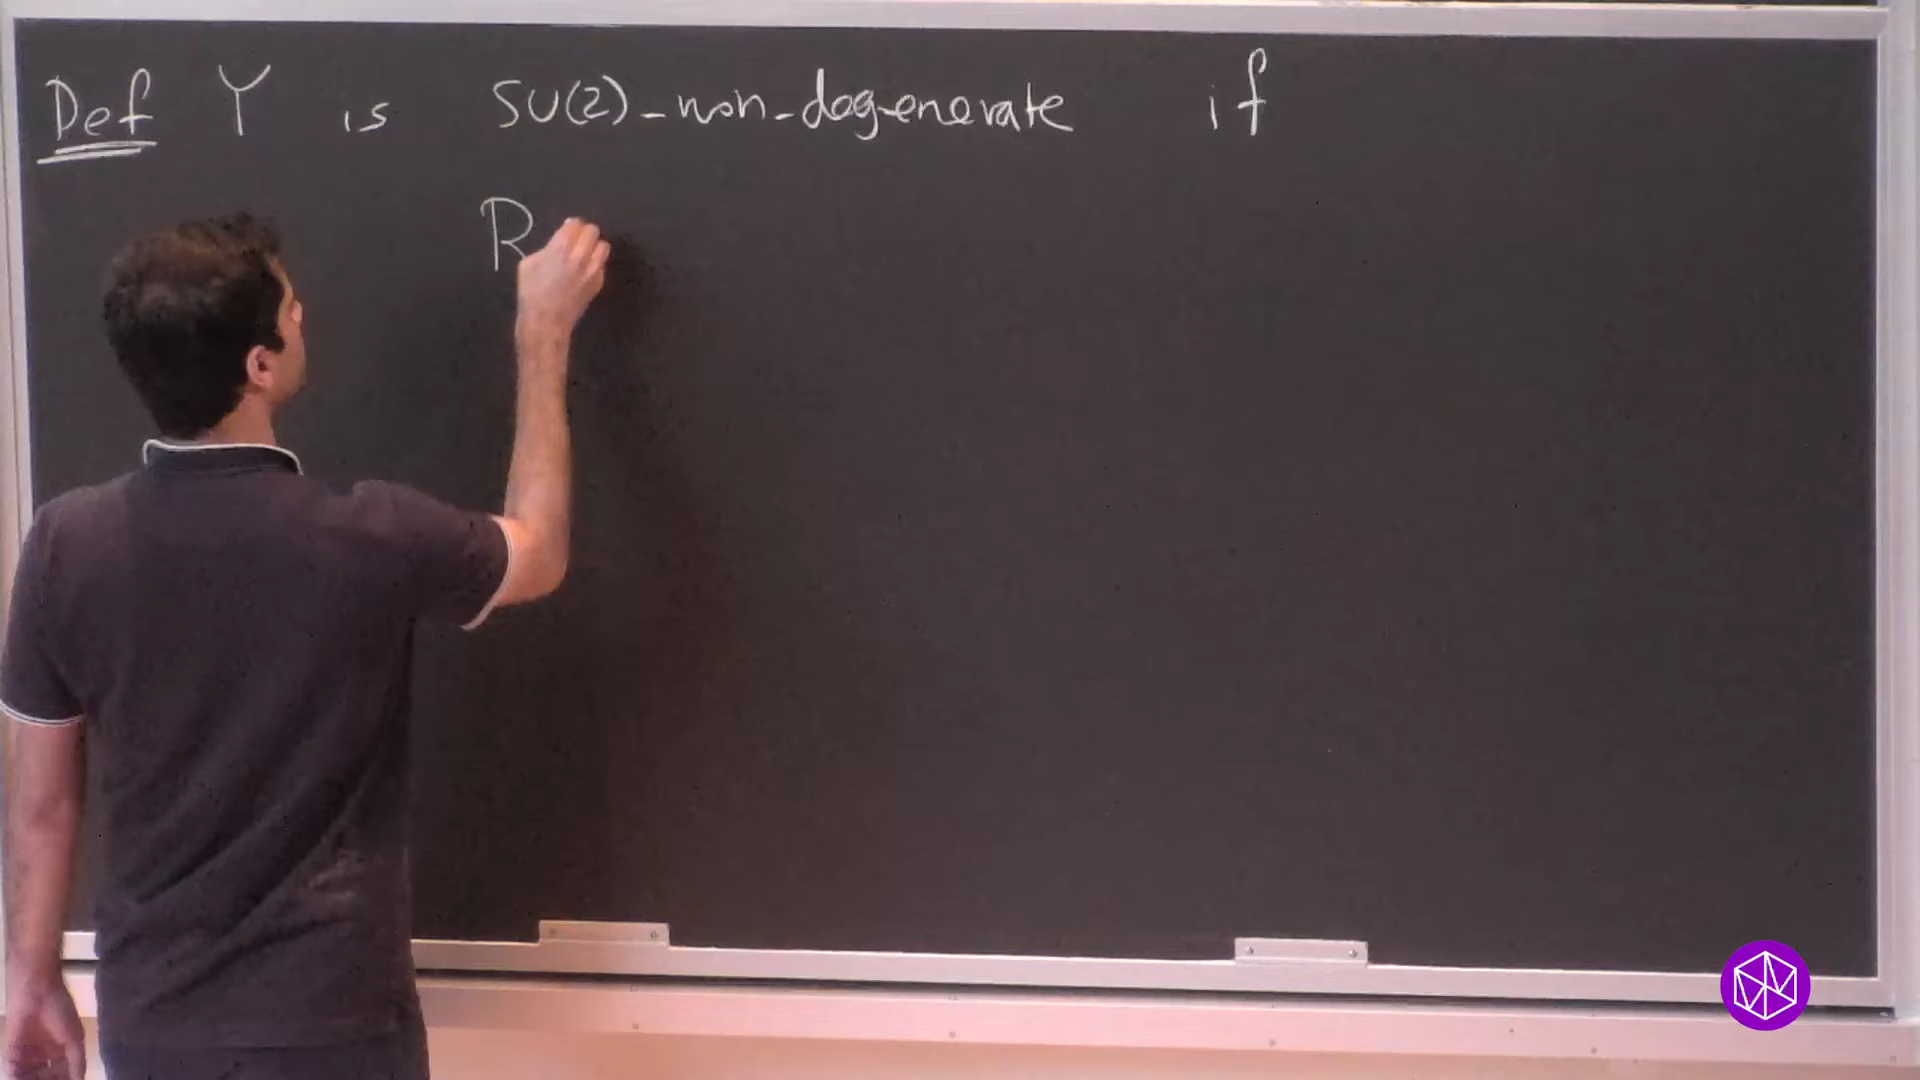 Def Y is SU(2)-non-degenerate if
R